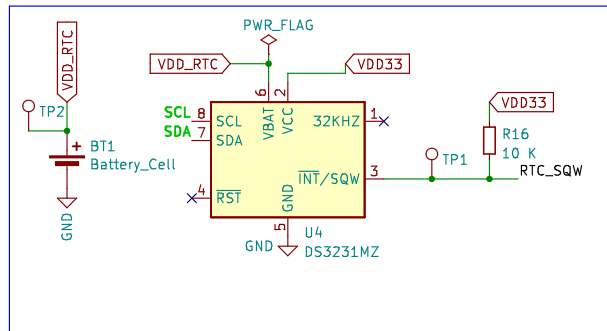 PWR_FLAG
VDD_RTC
VDD_RTC
VDD33
VDD33
TP2
6
2
SCL
8
SCL
VBAT
VCC
32KHZ
1
SDA
7
SDA
BT1
Battery_Cell
+
TP1
R16
10 K
INT/SQW
3
RTC_SQW
4
RST
GND
5
GND
GND
U4
DS3231MZ